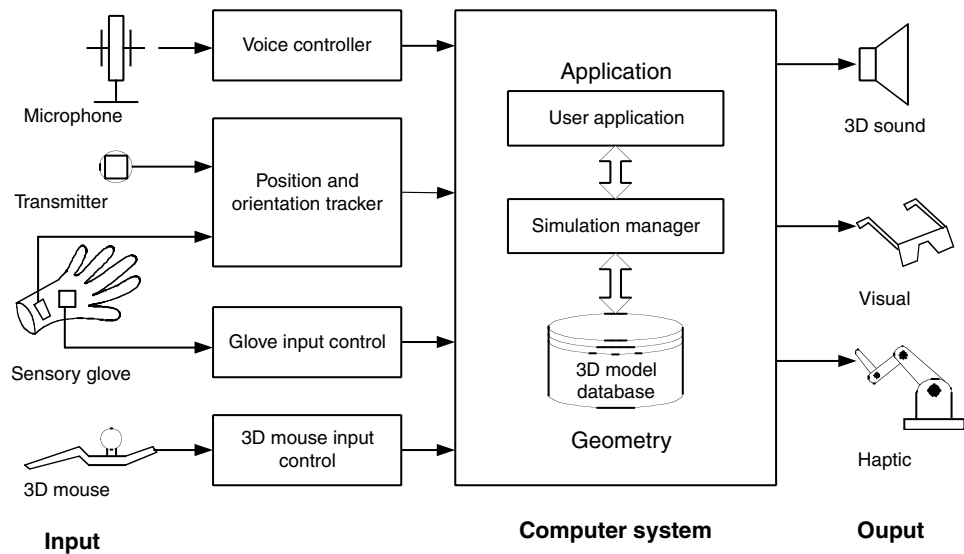 Microphone
Voice controller
Transmitter
Position and
orientation tracker
Sensory glove
Glove input control
3D mouse
3D mouse input
control
Input
Application
User application
Simulation manager
3D model
database
Geometry
Computer system
3D sound
Visual
Haptic
Ouput